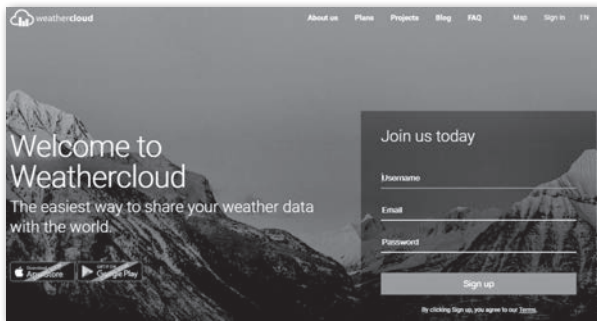 weathercloud
About us Plans Projects Blog FAQ Map Sign in EN
Welcome to
Weathercloud
The easiest way to share your weather data
with the world.
App Store Google Play
Join us today
Username
Email
Password
Sign up
By clicking Sign up, you agree to our Terms.